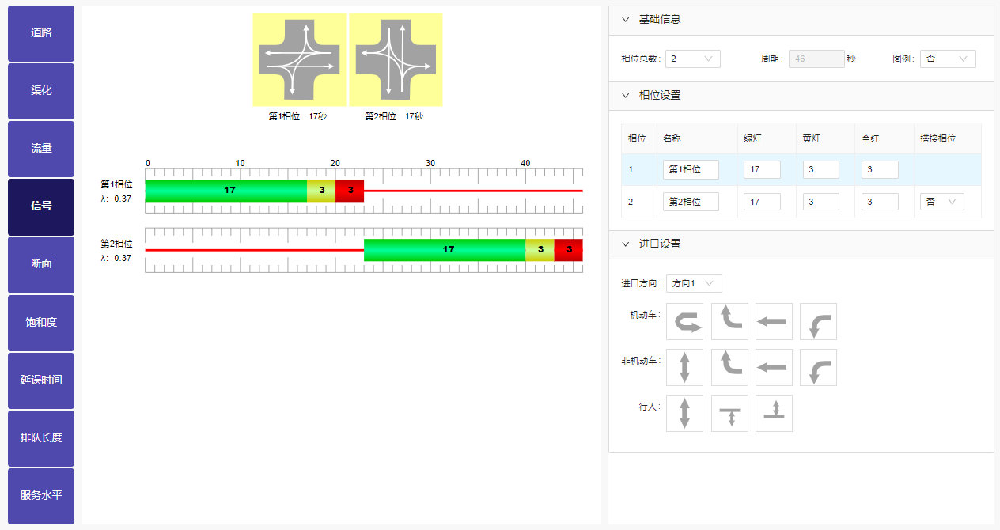 道路
渠化
流量
信号
断面
饱和度
延误时间
排队长度
服务水平
第1相位：17秒 第2相位：17秒
0 10 20 30 40
第1相位
λ：0.37
17 3 3
第2相位
λ：0.37
17 3 3
基础信息
相位总数: 2 周期: 46 秒 图例: 否
相位设置
相位 名称 绿灯 黄灯 全红 搭接相位
1 第1相位 17 3 3
2 第2相位 17 3 3 否
进口设置
进口方向: 方向1
机动车:
非机动车:
行人: